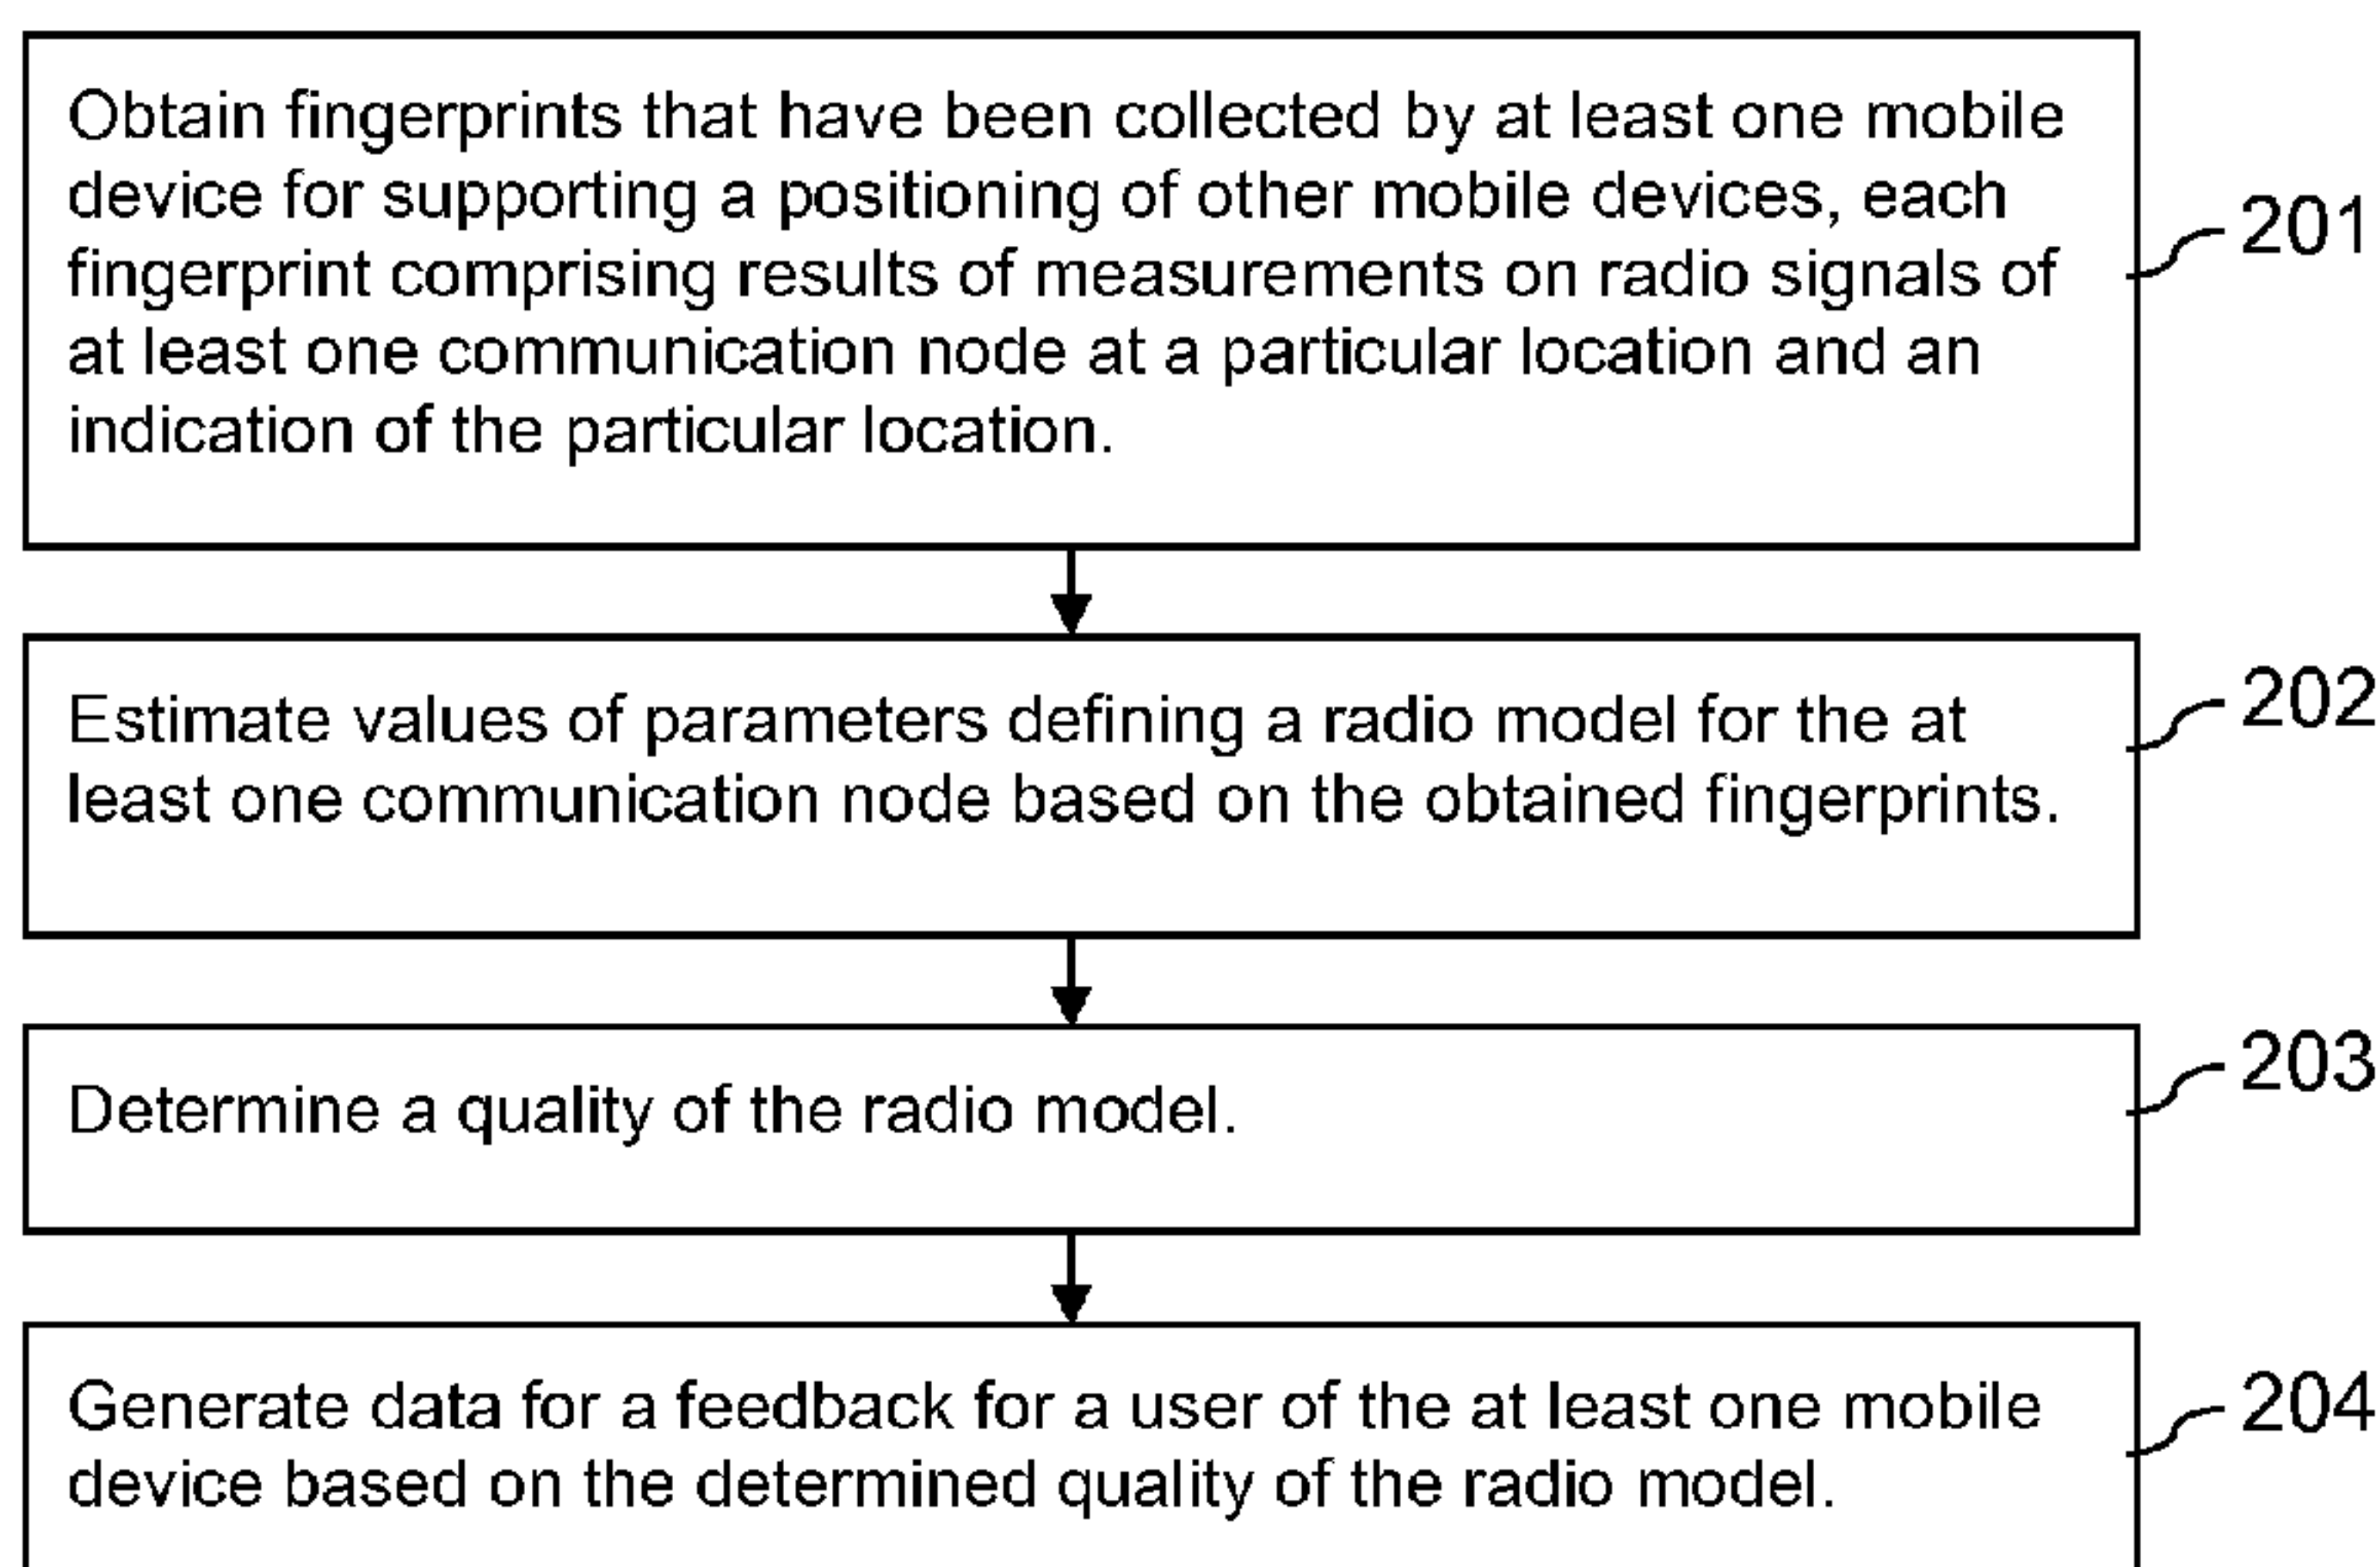 Obtain fingerprints that have been collected by at least one mobile
device for supporting a positioning of other mobile devices, each
fingerprint comprising results of measurements on radio signals of
at least one communication node at a particular location and an
indication of the particular location.
201
Estimate values of parameters defining a radio model for the at
least one communication node based on the obtained fingerprints.
202
Determine a quality of the radio model.
203
Generate data for a feedback for a user of the at least one mobile
device based on the determined quality of the radio model.
204